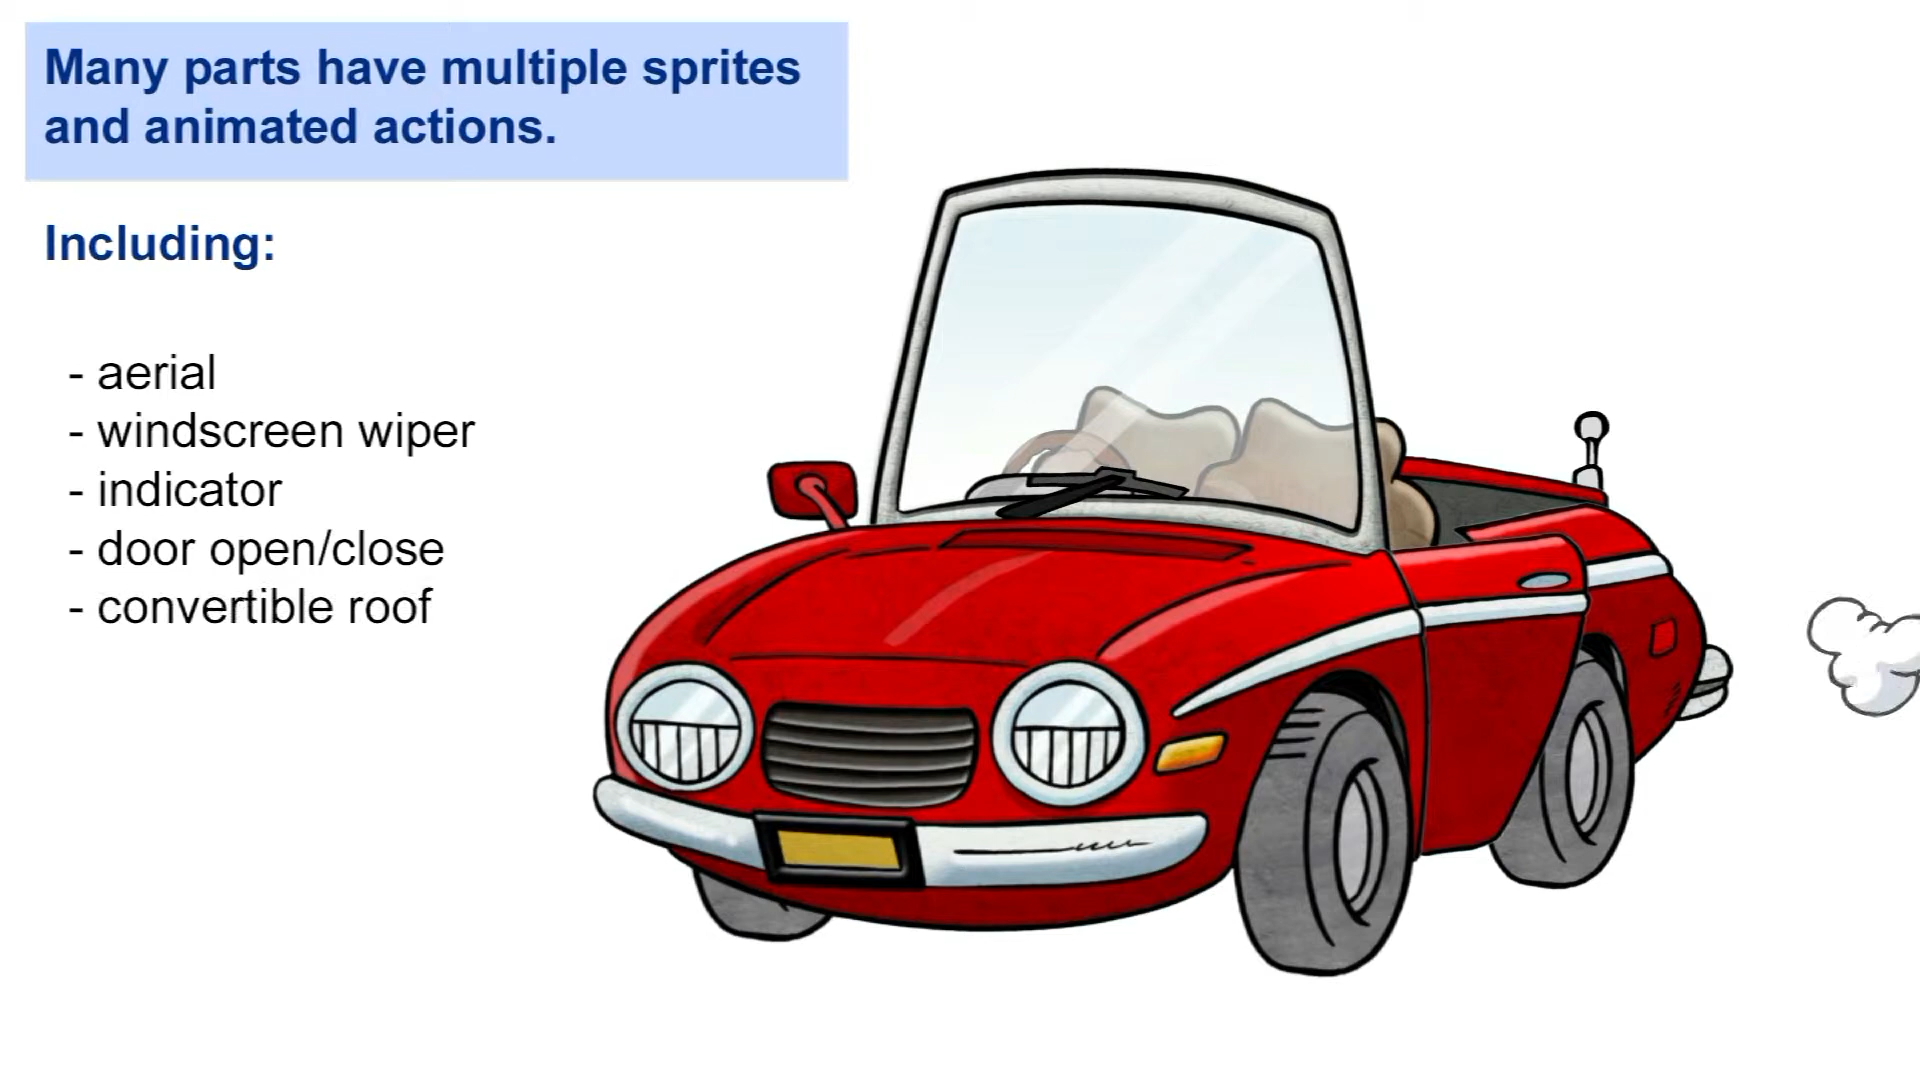 Many parts have multiple sprites
and animated actions.
Including:
- aerial
- windscreen wiper
- indicator
- door open/close
- convertible roof